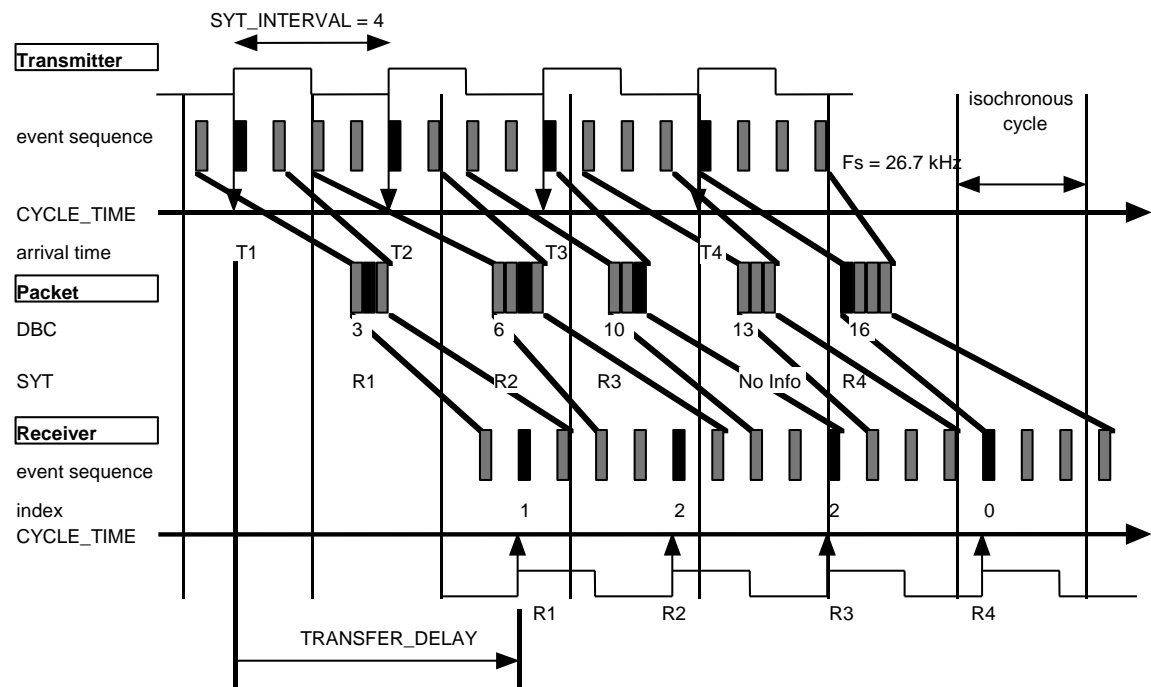 SYT_INTERVAL = 4
Transmitter
isochronous
cycle
event sequence
Fs = 26.7 kHz
CYCLE_TIME
arrival time T1 T2 T3 T4
Packet
DBC 3 6 10 13 16
SYT R1 R2 R3 No Info R4
Receiver
event sequence
index 1 2 2 0
CYCLE_TIME
R1 R2 R3 R4
TRANSFER_DELAY